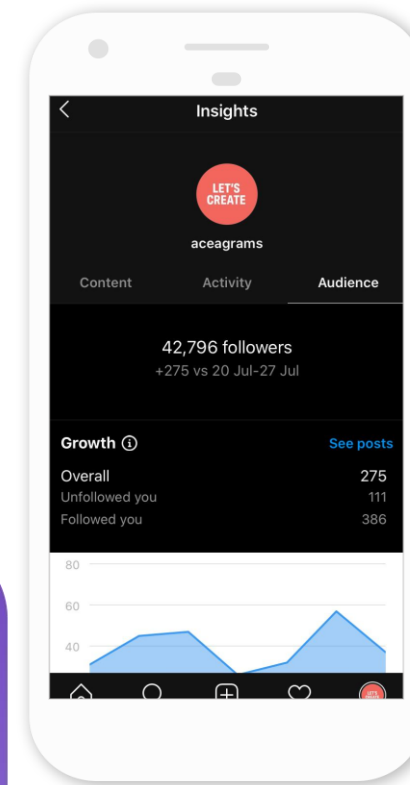 Insights
LET'S
CREATE
aceagrams
Content Activity Audience
42,796 followers
+275 vs 20 Jul-27 Jul
Growth See posts
Overall 275
Unfollowed you 111
Followed you 386
80
60
40